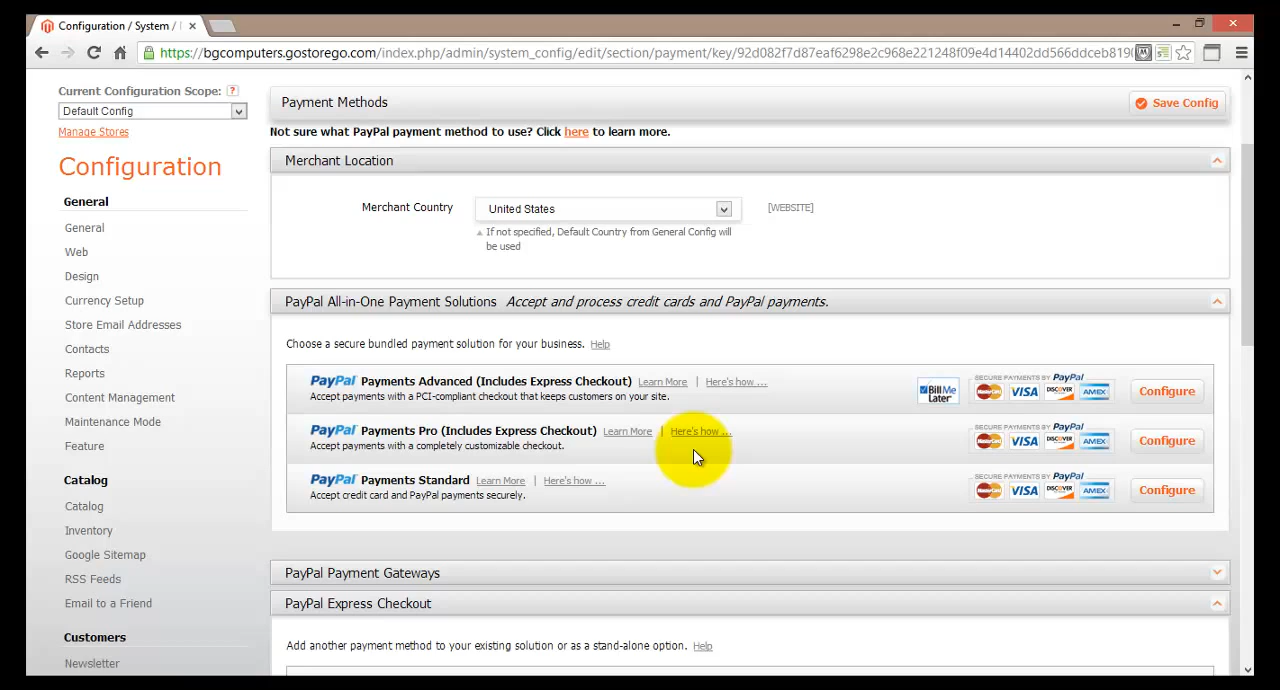 Configuration / System /
https://bgcomputers.gostorego.com/index.php/admin/system_config/edit/section/payment/key/92d082f7d87eaf6298e2c968e221248f09e4d14402dd566ddceb8190
Current Configuration Scope: ?
Default Config
Manage Stores
Configuration
General
General
Web
Design
Currency Setup
Store Email Addresses
Contacts
Reports
Content Management
Maintenance Mode
Feature
Catalog
Catalog
Inventory
Google Sitemap
RSS Feeds
Email to a Friend
Customers
Newsletter
Payment Methods
Save Config
Not sure what PayPal payment method to use? Click here to learn more.
Merchant Location
Merchant Country
United States
[WEBSITE]
If not specified, Default Country from General Config will
be used
PayPal All-in-One Payment Solutions Accept and process credit cards and PayPal payments.
Choose a secure bundled payment solution for your business. Help
PayPal Payments Advanced (Includes Express Checkout) Learn More | Here's how ...
Accept payments with a PCI-compliant checkout that keeps customers on your site.
Bill Me
Later
SECURE PAYMENTS BY PayPal
MasterCard VISA DISCOVER AMEX
Configure
PayPal Payments Pro (Includes Express Checkout) Learn More | Here's how ...
Accept payments with a completely customizable checkout.
SECURE PAYMENTS BY PayPal
MasterCard VISA DISCOVER AMEX
Configure
PayPal Payments Standard Learn More | Here's how ...
Accept credit card and PayPal payments securely.
SECURE PAYMENTS BY PayPal
MasterCard VISA DISCOVER AMEX
Configure
PayPal Payment Gateways
PayPal Express Checkout
Add another payment method to your existing solution or as a stand-alone option. Help